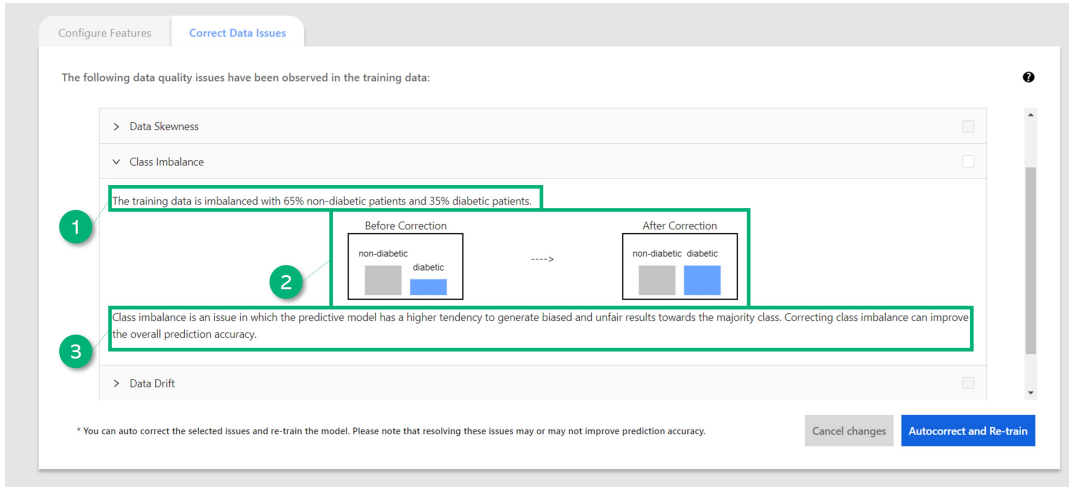 Configure Features
Correct Data Issues
The following data quality issues have been observed in the training data:
?
> Data Skewness
Class Imbalance
The training data is imbalanced with 65% non-diabetic patients and 35% diabetic patients.
1
Before Correction
After Correction
non-diabetic
diabetic
---->
non-diabetic diabetic
2
Class imbalance is an issue in which the predictive model has a higher tendency to generate biased and unfair results towards the majority class. Correcting class imbalance can improve
the overall prediction accuracy.
3
> Data Drift
* You can auto correct the selected issues and re-train the model. Please note that resolving these issues may or may not improve prediction accuracy.
Cancel changes
Autocorrect and Re-train